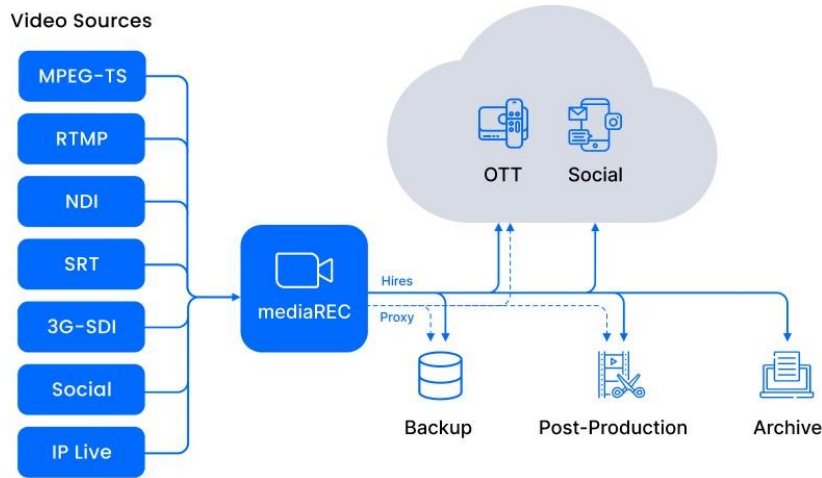 Video Sources
MPEG-TS
RTMP
NDI
SRT
3G-SDI
Social
IP Live
mediaREC
Hires
Proxy
OTT
Social
Backup
Post-Production
Archive